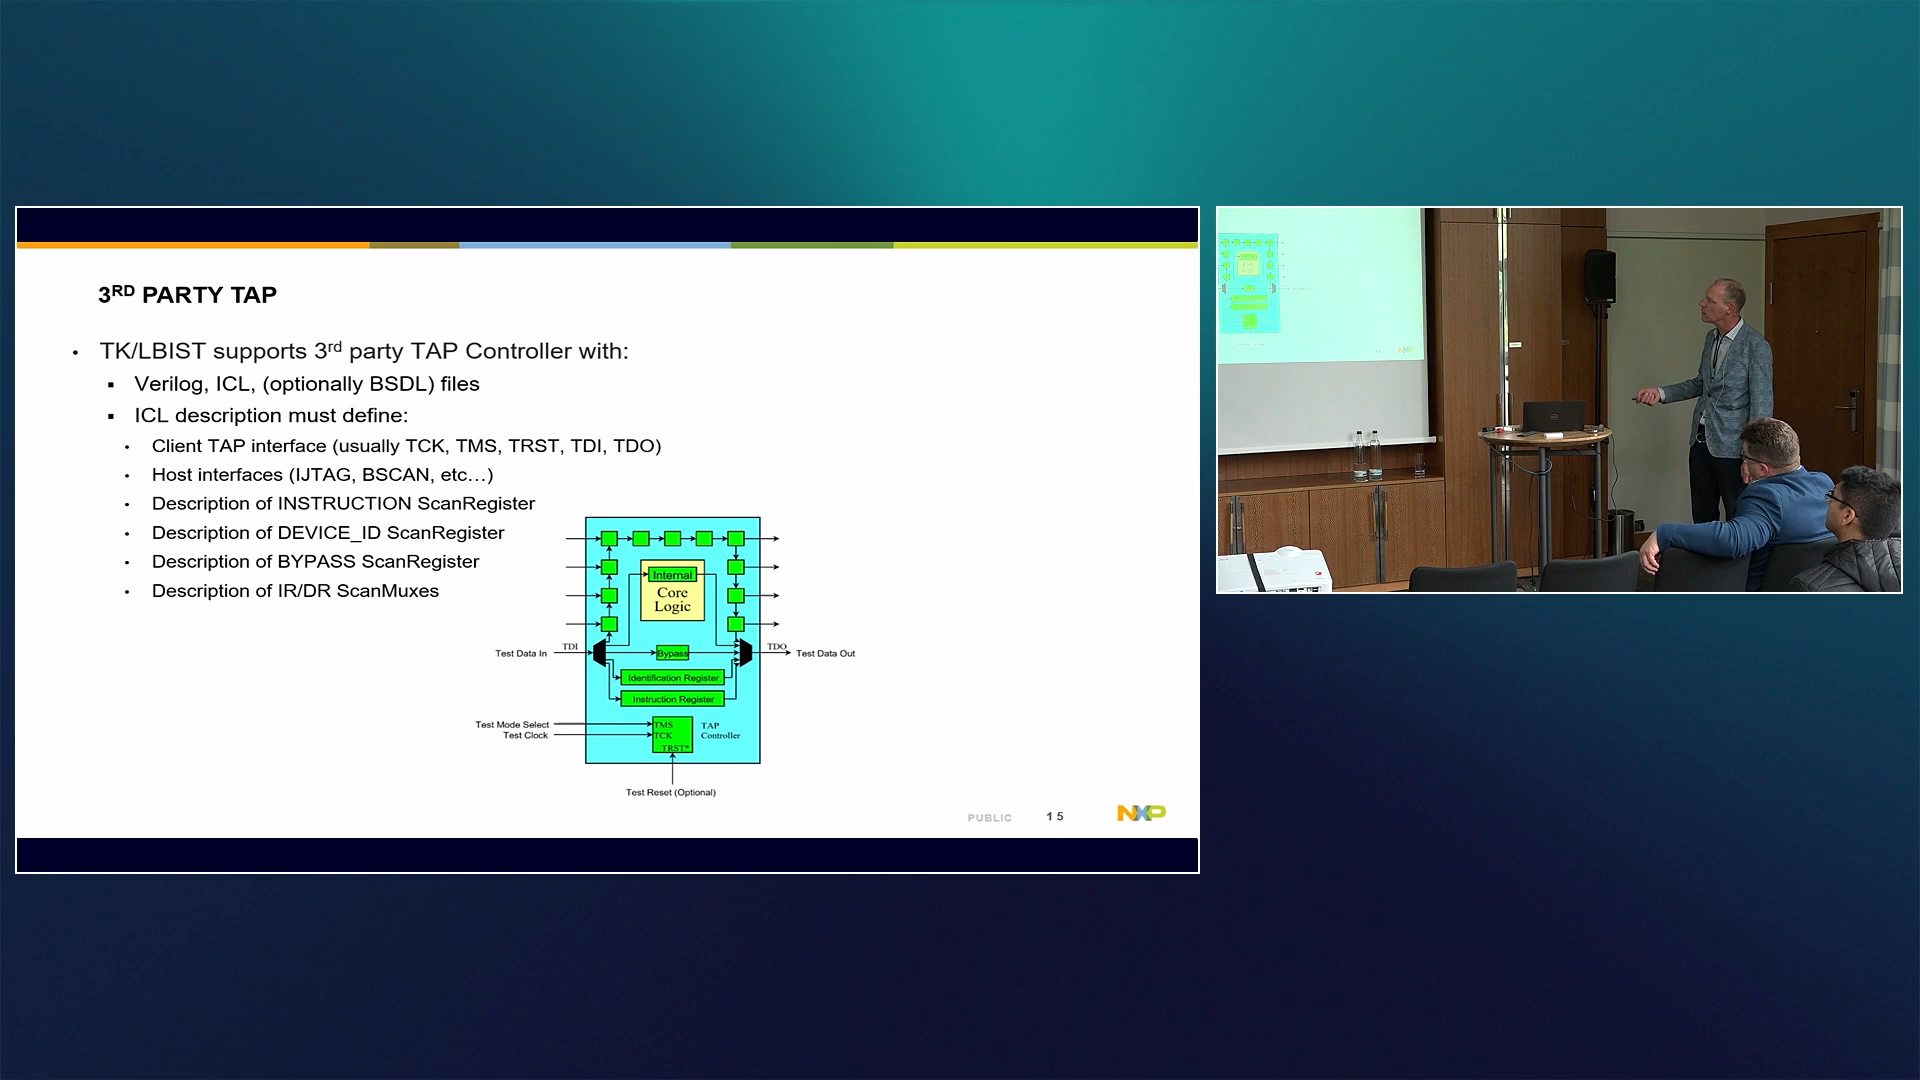 3RD PARTY TAP
• TK/LBIST supports 3rd party TAP Controller with:
▪ Verilog, ICL, (optionally BSDL) files
▪ ICL description must define:
• Client TAP interface (usually TCK, TMS, TRST, TDI, TDO)
• Host interfaces (IJTAG, BSCAN, etc…)
• Description of INSTRUCTION ScanRegister
• Description of DEVICE_ID ScanRegister
• Description of BYPASS ScanRegister
• Description of IR/DR ScanMuxes
Internal
Core
Logic
Test Data In
TDI
Bypass
TDO
Test Data Out
Identification Register
Instruction Register
Test Mode Select
TMS
TAP
Test Clock
TCK
Controller
TRST*
Test Reset (Optional)
PUBLIC
15
NXP